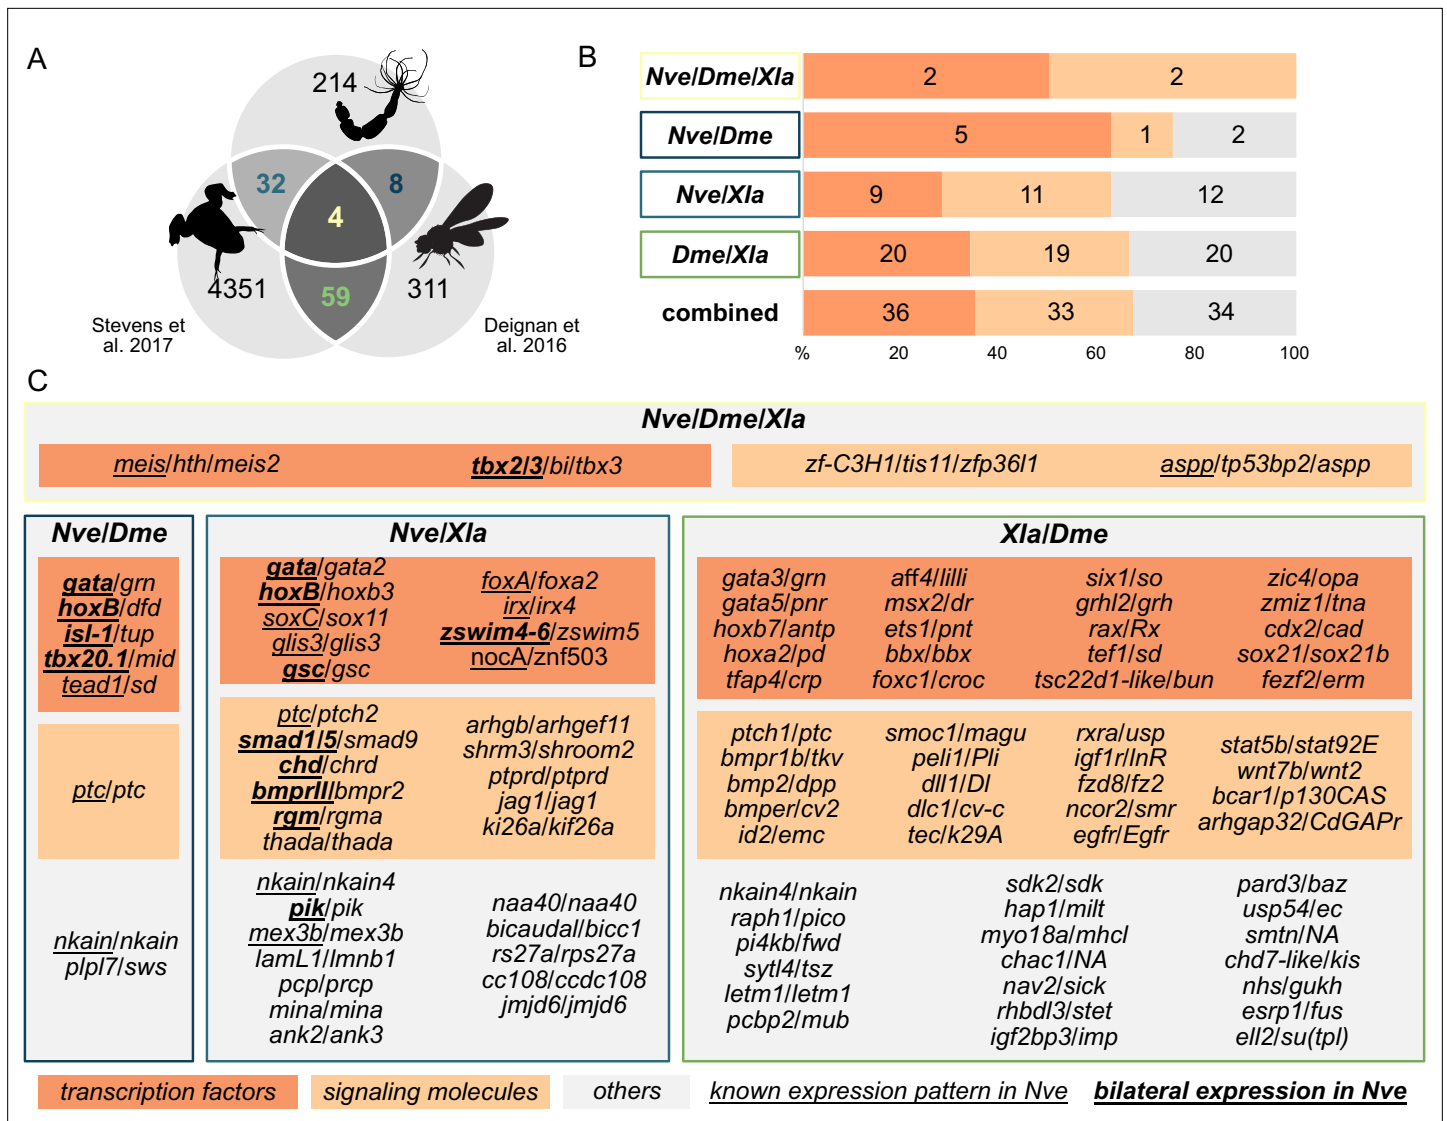 A
214
32
8
4
4351
59
311
Stevens et
al. 2017
Deignan et
al. 2016
B
Nve/Dme/Xla
2
2
Nve/Dme
5
1
2
Nve/Xla
9
11
12
Dme/Xla
20
19
20
combined
36
33
34
%
20
40
60
80
100
C
Nve/Dme/Xla
meis/hth/meis2
tbx2/3/bi/tbx3
zf-C3H1/tis11/zfp36l1
aspp/tp53bp2/aspp
Nve/Dme
gata/grn
hoxB/dfd
isl-1/tup
tbx20.1/mid
tead1/sd
ptc/ptc
nkain/nkain
plpl7/sws
Nve/Xla
gata/gata2
hoxB/hoxb3
soxC/sox11
glis3/glis3
gsc/gsc
foxA/foxa2
irx/irx4
zswim4-6/zswim5
nocA/znf503
ptc/ptch2
smad1/5/smad9
chd/chrd
bmprII/bmpr2
rgm/rgma
thada/thada
arhgb/arhgef11
shrm3/shroom2
ptprd/ptprd
jag1/jag1
ki26a/kif26a
nkain/nkain4
pik/pik
mex3b/mex3b
lamL1/lmnb1
pcp/prcp
mina/mina
ank2/ank3
naa40/naa40
bicaudal/bicc1
rs27a/rps27a
cc108/ccdc108
jmjd6/jmjd6
Xla/Dme
gata3/grn
gata5/pnr
hoxb7/antp
hoxa2/pd
tfap4/crp
aff4/lilli
msx2/dr
ets1/pnt
bbx/bbx
foxc1/croc
six1/so
grhl2/grh
rax/Rx
tef1/sd
tsc22d1-like/bun
zic4/opa
zmiz1/tna
cdx2/cad
sox21/sox21b
fezf2/erm
ptch1/ptc
bmpr1b/tkv
bmp2/dpp
bmper/cv2
id2/emc
smoc1/magu
peli1/Pli
dll1/Dl
dlc1/cv-c
tec/k29A
rxra/usp
igf1r/InR
fzd8/fz2
ncor2/smr
egfr/Egfr
stat5b/stat92E
wnt7b/wnt2
bcar1/p130CAS
arhgap32/CdGAPr
nkain4/nkain
raph1/pico
pi4kb/fwd
sytl4/tsz
letm1/letm1
pcbp2/mub
sdk2/sdk
hap1/milt
myo18a/mhcl
chac1/NA
nav2/sick
rhbdl3/stet
igf2bp3/imp
pard3/baz
usp54/ec
smtn/NA
chd7-like/kis
nhs/gukh
esrp1/fus
ell2/su(tpl)
transcription factors
signaling molecules
others
known expression pattern in Nve
bilateral expression in Nve